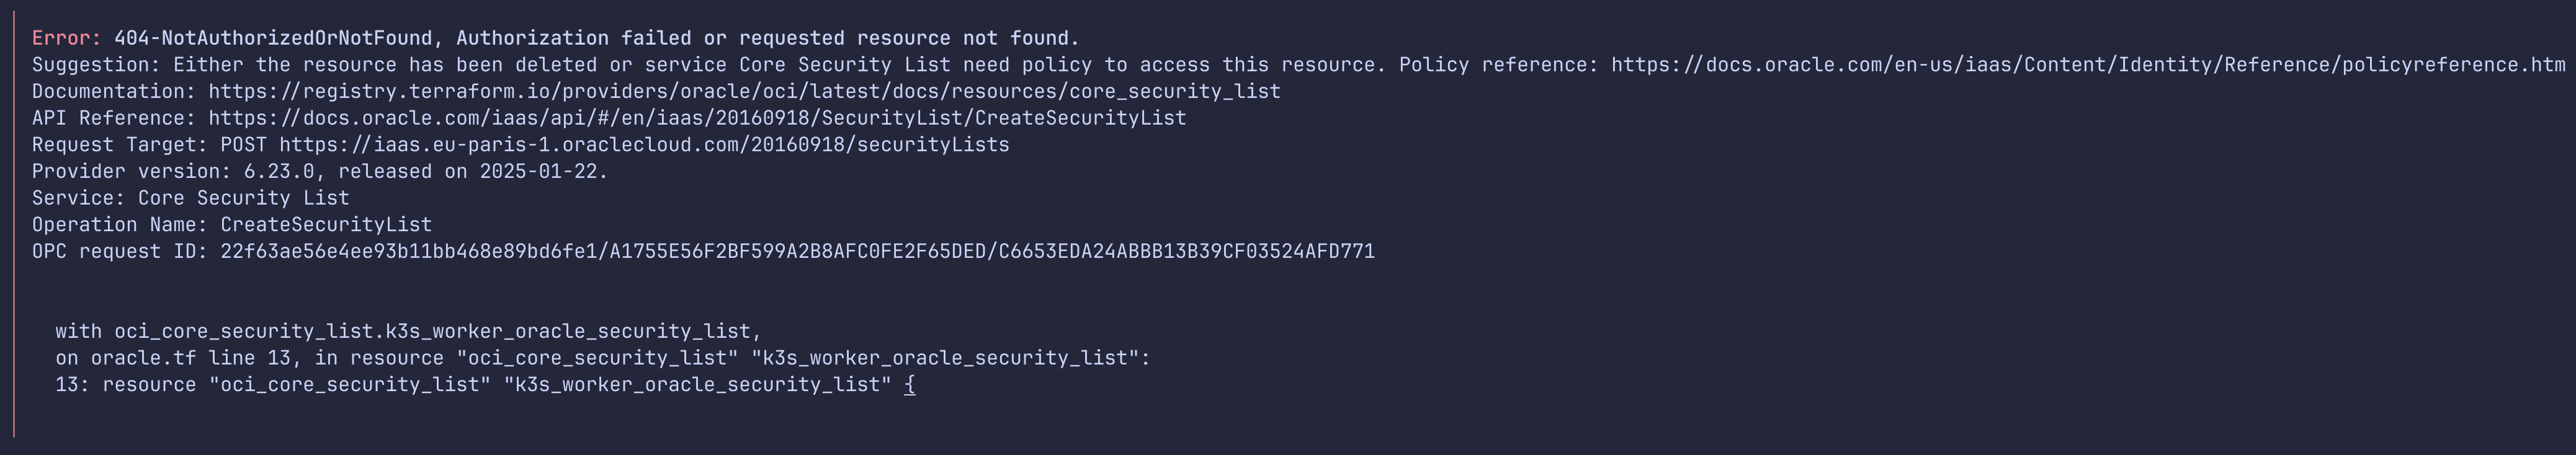 Error: 404-NotAuthorizedOrNotFound, Authorization failed or requested resource not found.
Suggestion: Either the resource has been deleted or service Core Security List need policy to access this resource. Policy reference: https://docs.oracle.com/en-us/iaas/Content/Identity/Reference/policyreference.htm
Documentation: https://registry.terraform.io/providers/oracle/oci/latest/docs/resources/core_security_list
API Reference: https://docs.oracle.com/iaas/api/#/en/iaas/20160918/SecurityList/CreateSecurityList
Request Target: POST https://iaas.eu-paris-1.oraclecloud.com/20160918/securityLists
Provider version: 6.23.0, released on 2025-01-22.
Service: Core Security List
Operation Name: CreateSecurityList
OPC request ID: 22f63ae56e4ee93b11bb468e89bd6fe1/A1755E56F2BF599A2B8AFC0FE2F65DED/C6653EDA24ABBB13B39CF03524AFD771
with oci_core_security_list.k3s_worker_oracle_security_list,
on oracle.tf line 13, in resource "oci_core_security_list" "k3s_worker_oracle_security_list":
13: resource "oci_core_security_list" "k3s_worker_oracle_security_list" {